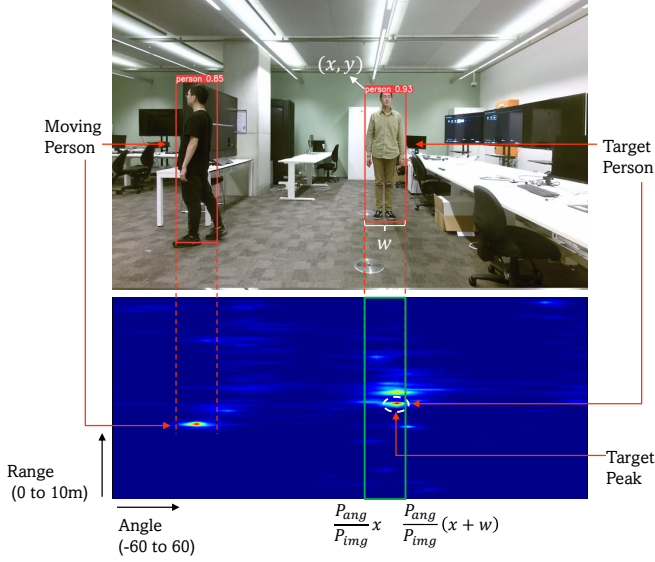 person 0.85
(x, y)
person 0.93
Moving
Person
Target
Person
w
Range
(0 to 10m)
Target
Peak
Angle
(-60 to 60)
P_ang/P_img x
P_ang/P_img (x + w)